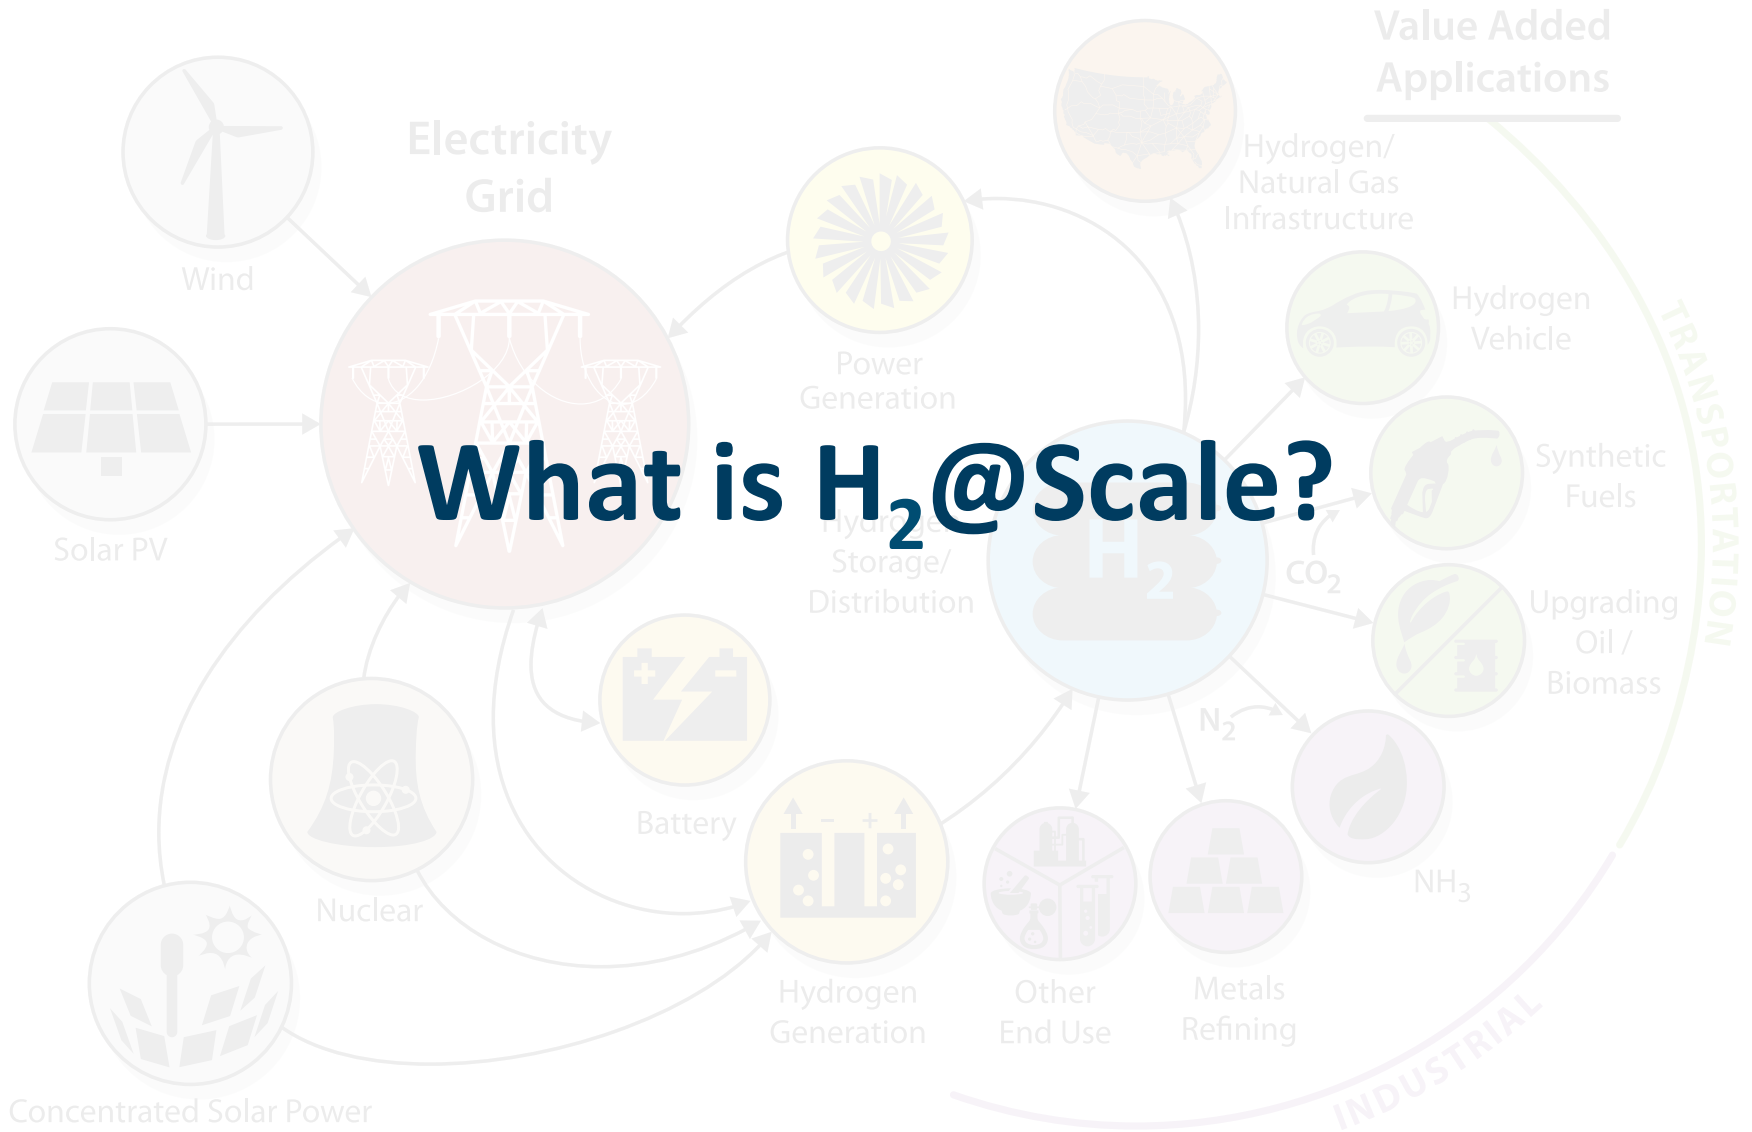 Value Added
Applications
Electricity
Grid
Wind
Hydrogen/
Natural Gas
Infrastructure
Power
Generation
Hydrogen
Vehicle
TRANSPORTATION
What is H₂@Scale?
Solar PV
Hydrogen
Storage/
Distribution
H₂
Synthetic
Fuels
CO₂
Upgrading
Oil /
Biomass
N₂
Battery
Nuclear
NH₃
Hydrogen
Generation
Other
End Use
Metals
Refining
INDUSTRIAL
Concentrated Solar Power